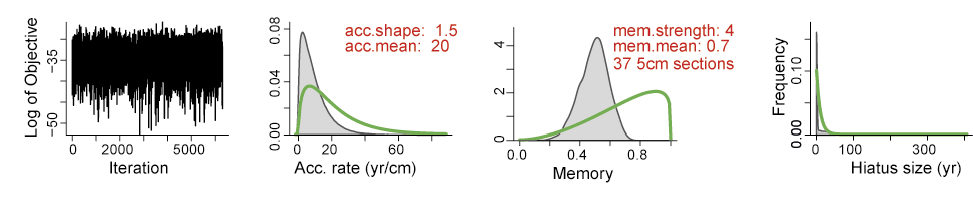 Log of Objective
−35
−50
0 2000 5000
Iteration
0.08
0.04
0.00
acc.shape: 1.5
acc.mean: 20
0 20 60
Acc. rate (yr/cm)
4
2
0
mem.strength: 4
mem.mean: 0.7
37 5cm sections
0.0 0.4 0.8
Memory
Frequency
0.10
0.00
0 100 300
Hiatus size (yr)